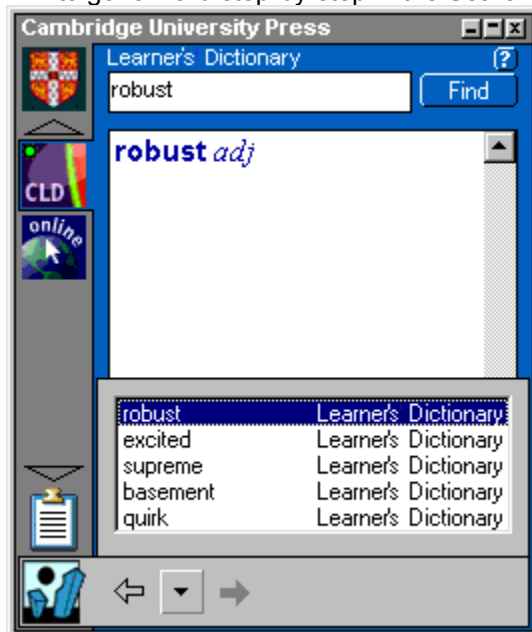 Cambridge University Press
Learner's Dictionary
robust Find
robust adj
CLD
online
robust Learner's Dictionary
excited Learner's Dictionary
supreme Learner's Dictionary
basement Learner's Dictionary
quirk Learner's Dictionary